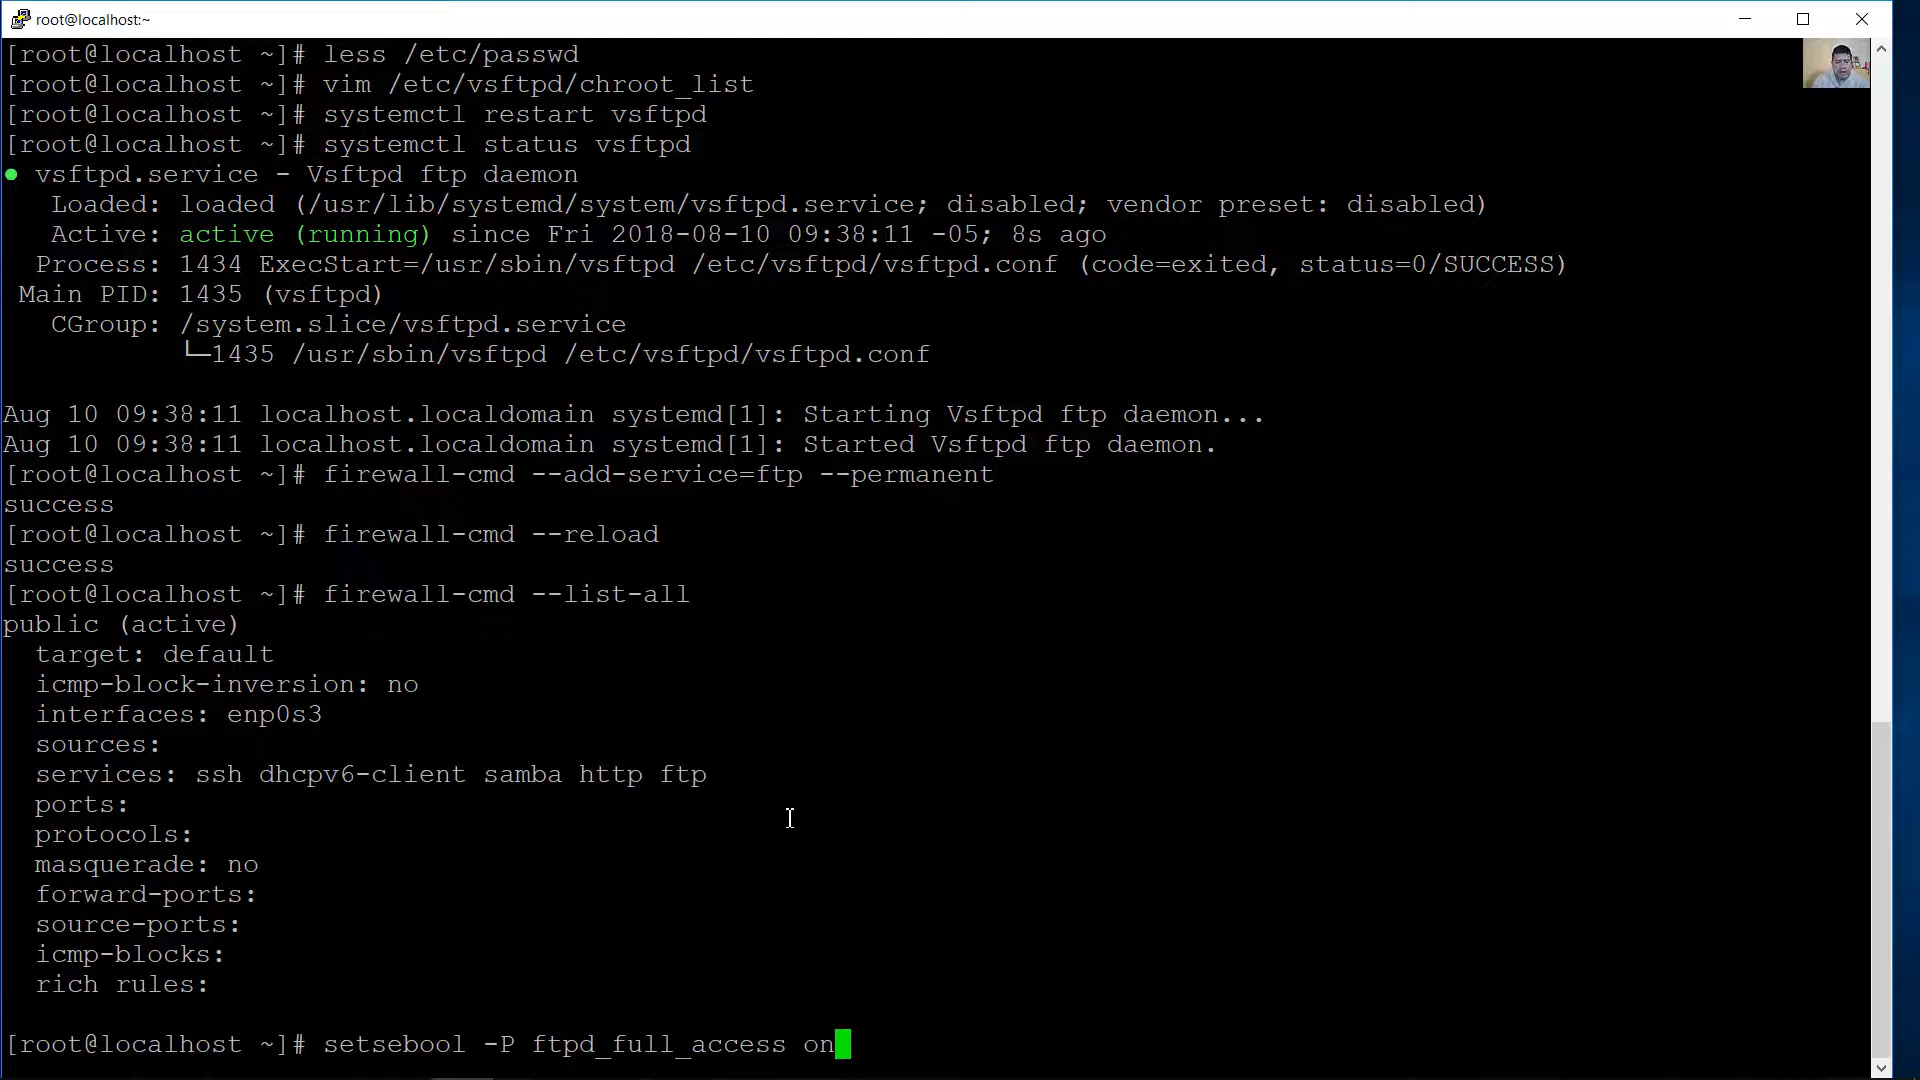 root@localhost:~
[root@localhost ~]# less /etc/passwd
[root@localhost ~]# vim /etc/vsftpd/chroot_list
[root@localhost ~]# systemctl restart vsftpd
[root@localhost ~]# systemctl status vsftpd
● vsftpd.service - Vsftpd ftp daemon
   Loaded: loaded (/usr/lib/systemd/system/vsftpd.service; disabled; vendor preset: disabled)
   Active: active (running) since Fri 2018-08-10 09:38:11 -05; 8s ago
  Process: 1434 ExecStart=/usr/sbin/vsftpd /etc/vsftpd/vsftpd.conf (code=exited, status=0/SUCCESS)
 Main PID: 1435 (vsftpd)
   CGroup: /system.slice/vsftpd.service
           └─1435 /usr/sbin/vsftpd /etc/vsftpd/vsftpd.conf
Aug 10 09:38:11 localhost.localdomain systemd[1]: Starting Vsftpd ftp daemon...
Aug 10 09:38:11 localhost.localdomain systemd[1]: Started Vsftpd ftp daemon.
[root@localhost ~]# firewall-cmd --add-service=ftp --permanent
success
[root@localhost ~]# firewall-cmd --reload
success
[root@localhost ~]# firewall-cmd --list-all
public (active)
  target: default
  icmp-block-inversion: no
  interfaces: enp0s3
  sources:
  services: ssh dhcpv6-client samba http ftp
  ports:
  protocols:
  masquerade: no
  forward-ports:
  source-ports:
  icmp-blocks:
  rich rules:
[root@localhost ~]# setsebool -P ftpd_full_access on